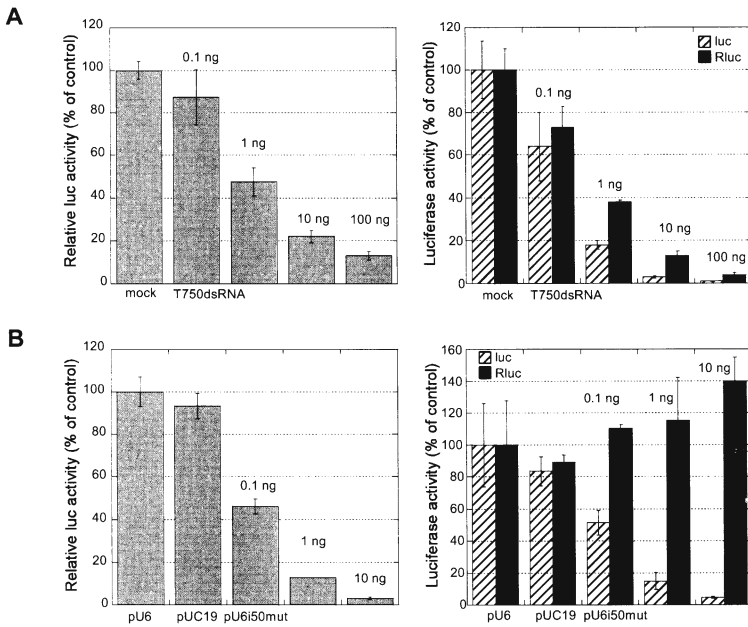 A
Relative luc activity (% of control)
120
100
80
60
40
20
0
0.1 ng
1 ng
10 ng
100 ng
mock
T750dsRNA
Luciferase activity (% of control)
120
100
80
60
40
20
0
luc
Rluc
0.1 ng
1 ng
10 ng
100 ng
mock
T750dsRNA
B
Relative luc activity (% of control)
120
100
80
60
40
20
0
0.1 ng
1 ng
10 ng
pU6
pUC19
pU6i50mut
Luciferase activity (% of control)
160
140
120
100
80
60
40
20
0
luc
Rluc
0.1 ng
1 ng
10 ng
pU6
pUC19
pU6i50mut